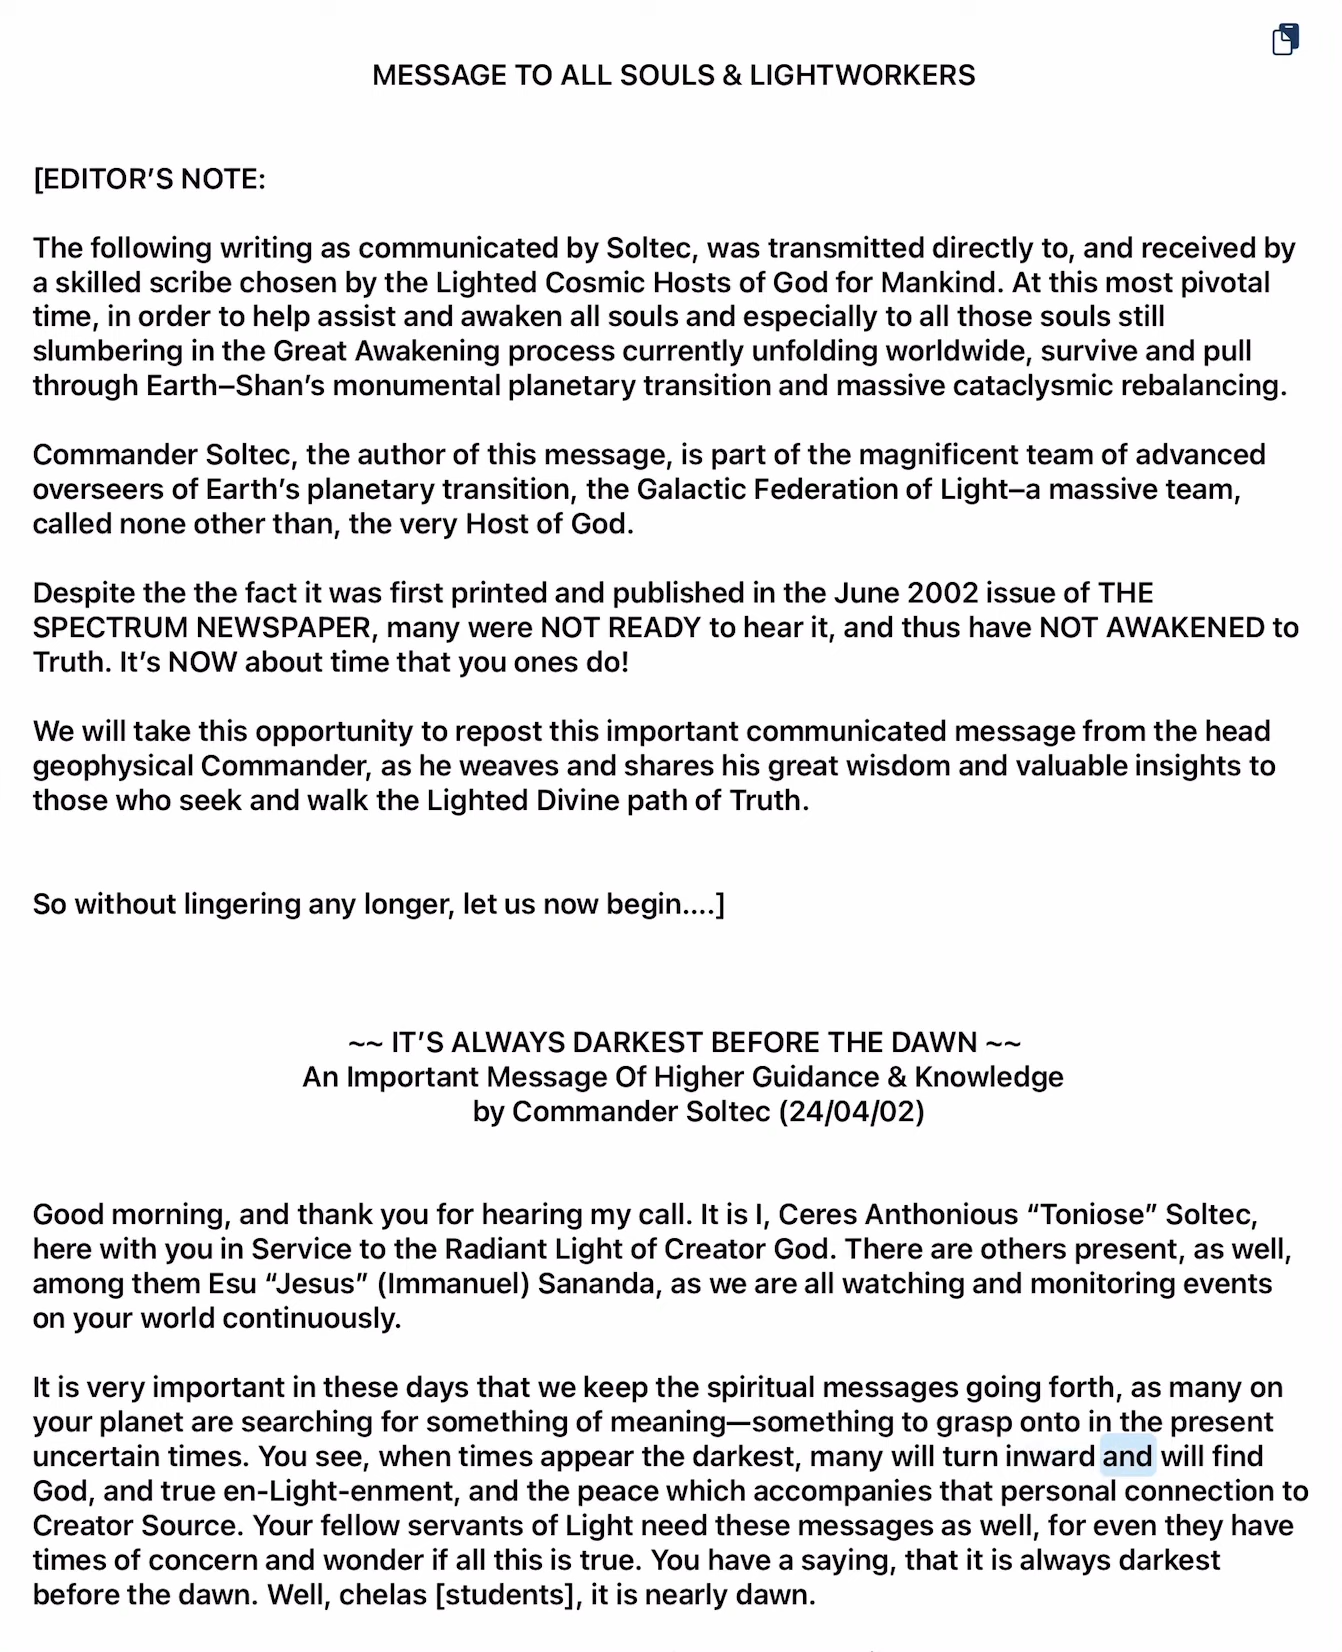 MESSAGE TO ALL SOULS & LIGHTWORKERS
[EDITOR’S NOTE:
The following writing as communicated by Soltec, was transmitted directly to, and received by
a skilled scribe chosen by the Lighted Cosmic Hosts of God for Mankind. At this most pivotal
time, in order to help assist and awaken all souls and especially to all those souls still
slumbering in the Great Awakening process currently unfolding worldwide, survive and pull
through Earth–Shan’s monumental planetary transition and massive cataclysmic rebalancing.
Commander Soltec, the author of this message, is part of the magnificent team of advanced
overseers of Earth’s planetary transition, the Galactic Federation of Light–a massive team,
called none other than, the very Host of God.
Despite the the fact it was first printed and published in the June 2002 issue of THE
SPECTRUM NEWSPAPER, many were NOT READY to hear it, and thus have NOT AWAKENED to
Truth. It’s NOW about time that you ones do!
We will take this opportunity to repost this important communicated message from the head
geophysical Commander, as he weaves and shares his great wisdom and valuable insights to
those who seek and walk the Lighted Divine path of Truth.
So without lingering any longer, let us now begin....]
~~ IT’S ALWAYS DARKEST BEFORE THE DAWN ~~
An Important Message Of Higher Guidance & Knowledge
by Commander Soltec (24/04/02)
Good morning, and thank you for hearing my call. It is I, Ceres Anthonious “Toniose” Soltec,
here with you in Service to the Radiant Light of Creator God. There are others present, as well,
among them Esu “Jesus” (Immanuel) Sananda, as we are all watching and monitoring events
on your world continuously.
It is very important in these days that we keep the spiritual messages going forth, as many on
your planet are searching for something of meaning—something to grasp onto in the present
uncertain times. You see, when times appear the darkest, many will turn inward and will find
God, and true en-Light-enment, and the peace which accompanies that personal connection to
Creator Source. Your fellow servants of Light need these messages as well, for even they have
times of concern and wonder if all this is true. You have a saying, that it is always darkest
before the dawn. Well, chelas [students], it is nearly dawn.